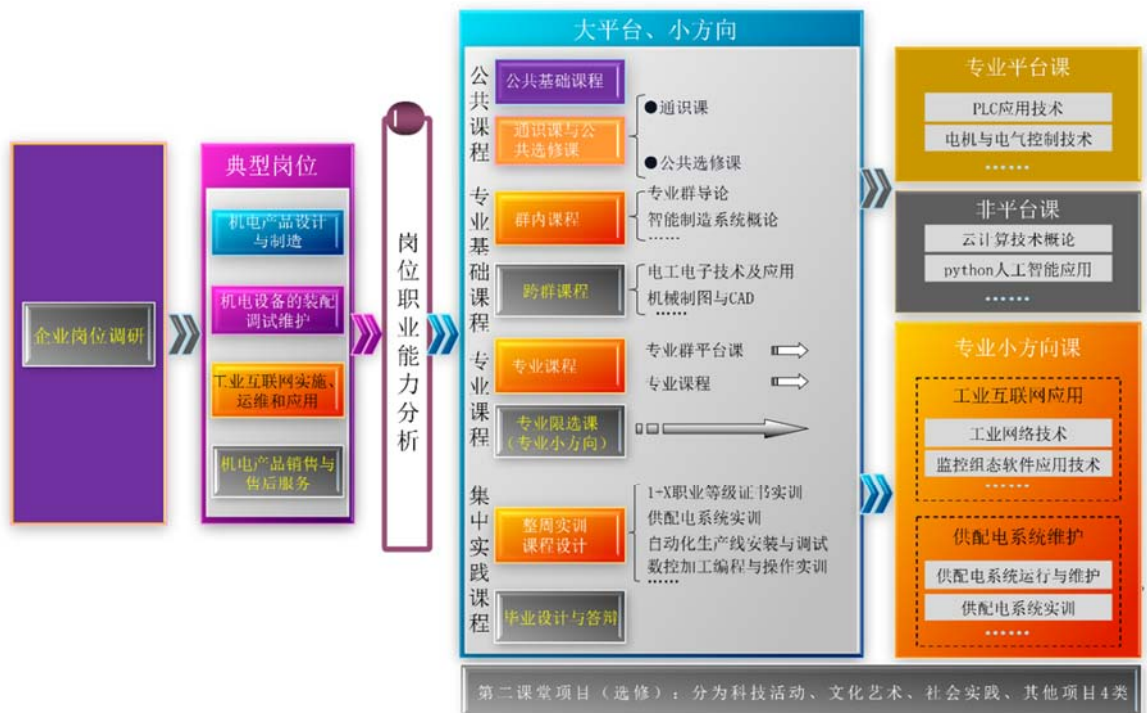 企业岗位调研
典型岗位
机电产品设计
与制造
机电设备的装配
调试维护
工业互联网实施、
运维和应用
机电产品销售与
售后服务
岗位职业能力分析
大平台、小方向
公共课程
公共基础课程
通识课与公
共选修课
●通识课
●公共选修课
专业基础课程
群内课程
专业群导论
智能制造系统概论
……
跨群课程
电工电子技术及应用
机械制图与CAD
……
专业课程
专业课程
专业群平台课
专业课程
专业限选课
(专业小方向)
集中实践课程
整周实训
课程设计
1+X职业等级证书实训
供配电系统实训
自动化生产线安装与调试
数控加工编程与操作实训
……
毕业设计与答辩
专业平台课
PLC应用技术
电机与电气控制技术
……
非平台课
云计算技术概论
python人工智能应用
……
专业小方向课
工业互联网应用
工业网络技术
监控组态软件应用技术
……
供配电系统维护
供配电系统运行与维护
供配电系统实训
……
第二课堂项目(选修):分为科技活动、文化艺术、社会实践、其他项目4类